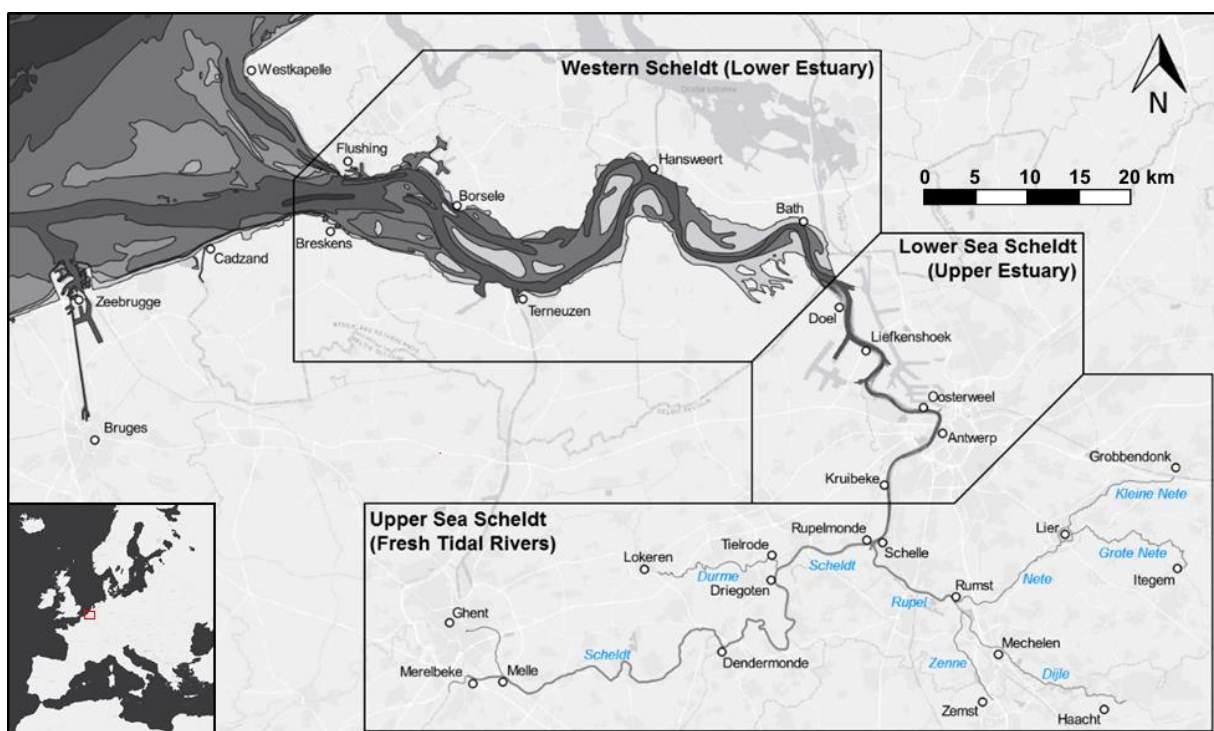 Westkapelle
Western Scheldt (Lower Estuary)
N
Flushing
Hansweert
0 5 10 15 20 km
Borsele
Bath
Breskens
Cadzand
Lower Sea Scheldt
(Upper Estuary)
Zeebrugge
Terneuzen
Doel
Liefkenshoek
Oosterweel
Bruges
Antwerp
Grobbendonk
Kruibeke
Kleine Nete
Upper Sea Scheldt
(Fresh Tidal Rivers)
Rupelmonde
Lier
Tielrode
Scheldt
Schelle
Grote Nete
Lokeren
Durme
Nete
Itegem
Driegoten
Rumst
Rupel
Ghent
Mechelen
Scheldt
Dendermonde
Zenne
Merelbeke
Melle
Dijle
Zemst
Haacht